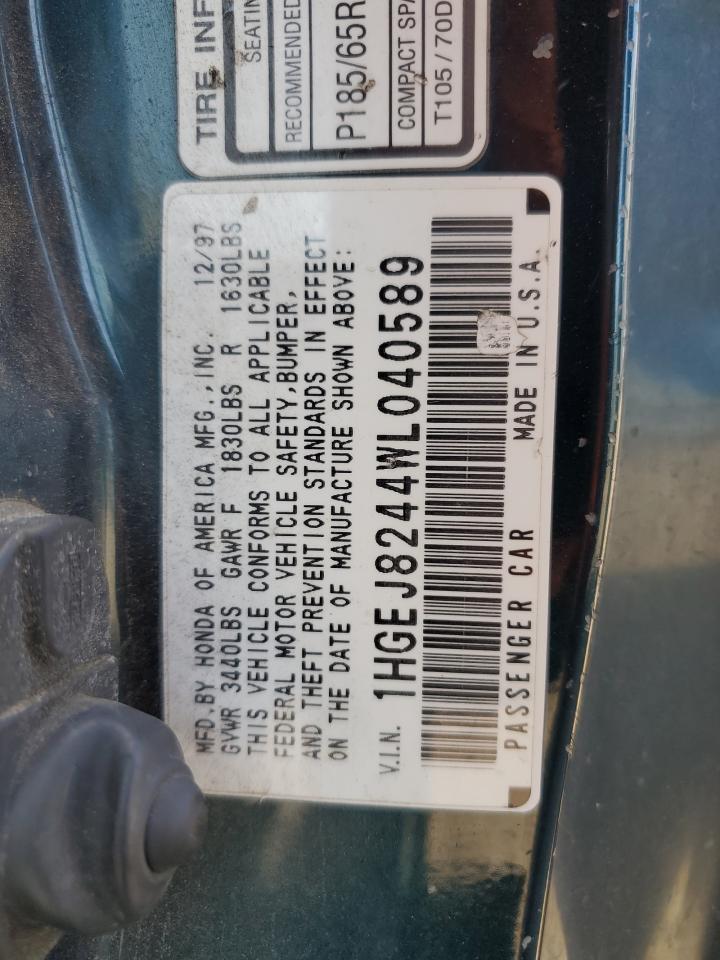 TIRE INF
SEATIN
RECOMMENDED
P185/65R
COMPACT SPA
T105/70D
MFD.BY HONDA OF AMERICA MFG.,INC. 12/97
GVWR 3440LBS GAWR F 1830LBS R 1630LBS
THIS VEHICLE CONFORMS TO ALL APPLICABLE
FEDERAL MOTOR VEHICLE SAFETY,BUMPER,
AND THEFT PREVENTION STANDARDS IN EFFECT
ON THE DATE OF MANUFACTURE SHOWN ABOVE:
V.I.N. 1HGEJ8244WL040589
PASSENGER CAR MADE IN U.S.A.